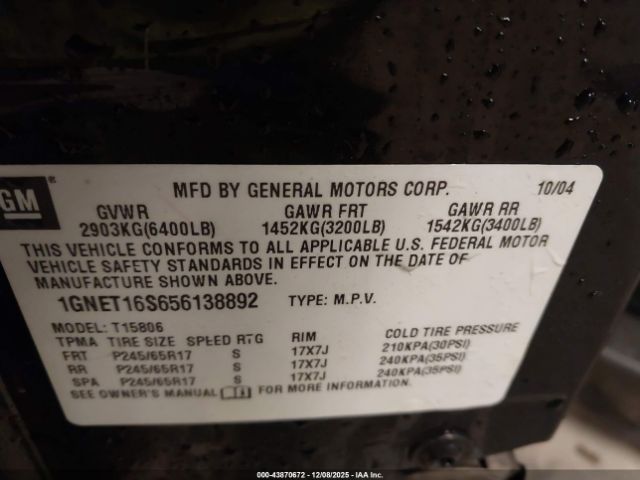 GM ®
MFD BY GENERAL MOTORS CORP. 10/04
GVWR GAWR FRT GAWR RR
2903KG(6400LB) 1452KG(3200LB) 1542KG(3400LB)
THIS VEHICLE CONFORMS TO ALL APPLICABLE U.S. FEDERAL MOTOR
VEHICLE SAFETY STANDARDS IN EFFECT ON THE DATE OF
MANUFACTURE SHOWN ABOVE.
1GNET16S656138892 TYPE: M.P.V.
MODEL: T15806
TPMA TIRE SIZE SPEED RTG RIM COLD TIRE PRESSURE
FRT P245/65R17 S 17X7J 210KPA(30PSI)
RR P245/65R17 S 17X7J 240KPA(35PSI)
SPA P245/65R17 S 17X7J 240KPA(35PSI)
SEE OWNER'S MANUAL FOR MORE INFORMATION.
000-43870672 - 12/08/2025 - IAAI.COM